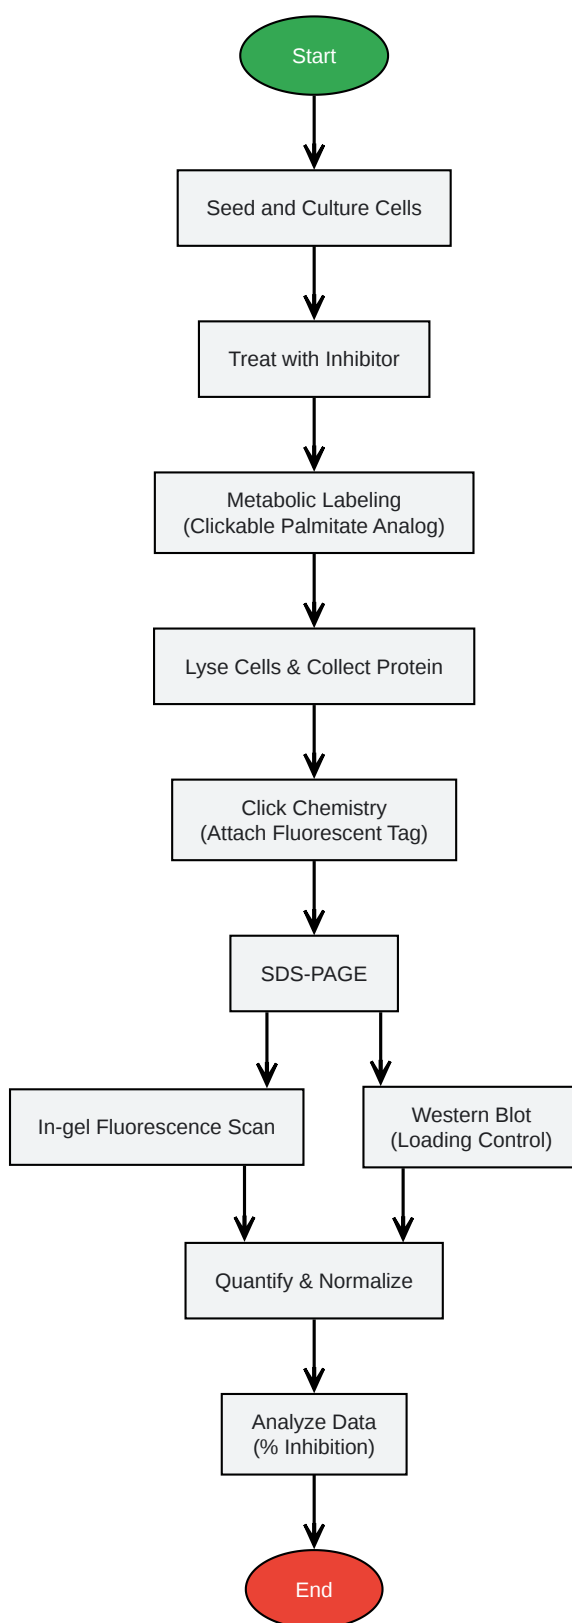 Start
Seed and Culture Cells
Treat with Inhibitor
Metabolic Labeling
(Clickable Palmitate Analog)
Lyse Cells & Collect Protein
Click Chemistry
(Attach Fluorescent Tag)
SDS-PAGE
In-gel Fluorescence Scan
Western Blot
(Loading Control)
Quantify & Normalize
Analyze Data
(% Inhibition)
End